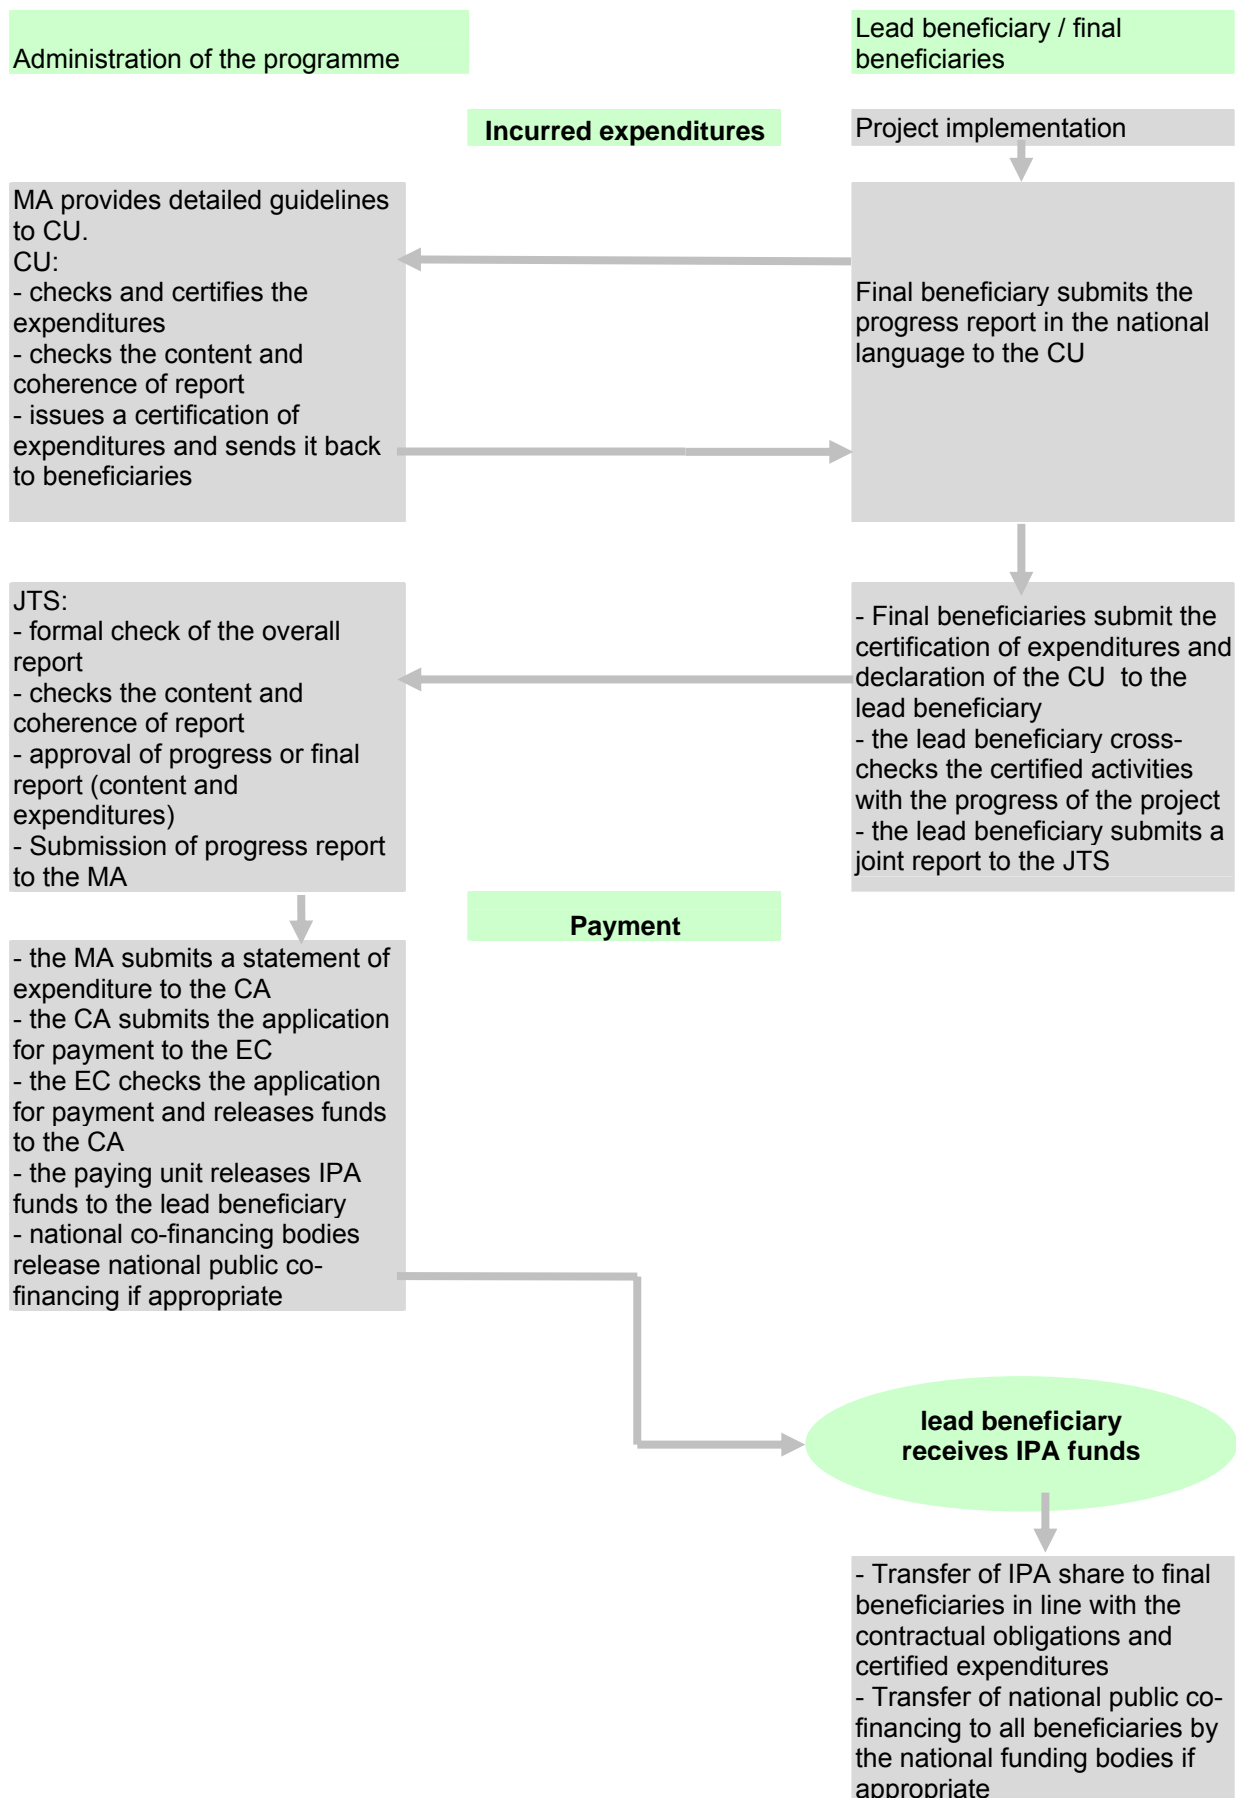 Administration of the programme
Lead beneficiary / final
beneficiaries
Incurred expenditures
Project implementation
MA provides detailed guidelines
to CU.
CU:
- checks and certifies the
expenditures
- checks the content and
coherence of report
- issues a certification of
expenditures and sends it back
to beneficiaries
Final beneficiary submits the
progress report in the national
language to the CU
JTS:
- formal check of the overall
report
- checks the content and
coherence of report
- approval of progress or final
report (content and
expenditures)
- Submission of progress report
to the MA
- Final beneficiaries submit the
certification of expenditures and
declaration of the CU  to the
lead beneficiary
- the lead beneficiary cross-
checks the certified activities
with the progress of the project
- the lead beneficiary submits a
joint report to the JTS
Payment
- the MA submits a statement of
expenditure to the CA
- the CA submits the application
for payment to the EC
- the EC checks the application
for payment and releases funds
to the CA
- the paying unit releases IPA
funds to the lead beneficiary
- national co-financing bodies
release national public co-
financing if appropriate
lead beneficiary
receives IPA funds
- Transfer of IPA share to final
beneficiaries in line with the
contractual obligations and
certified expenditures
- Transfer of national public co-
financing to all beneficiaries by
the national funding bodies if
appropriate